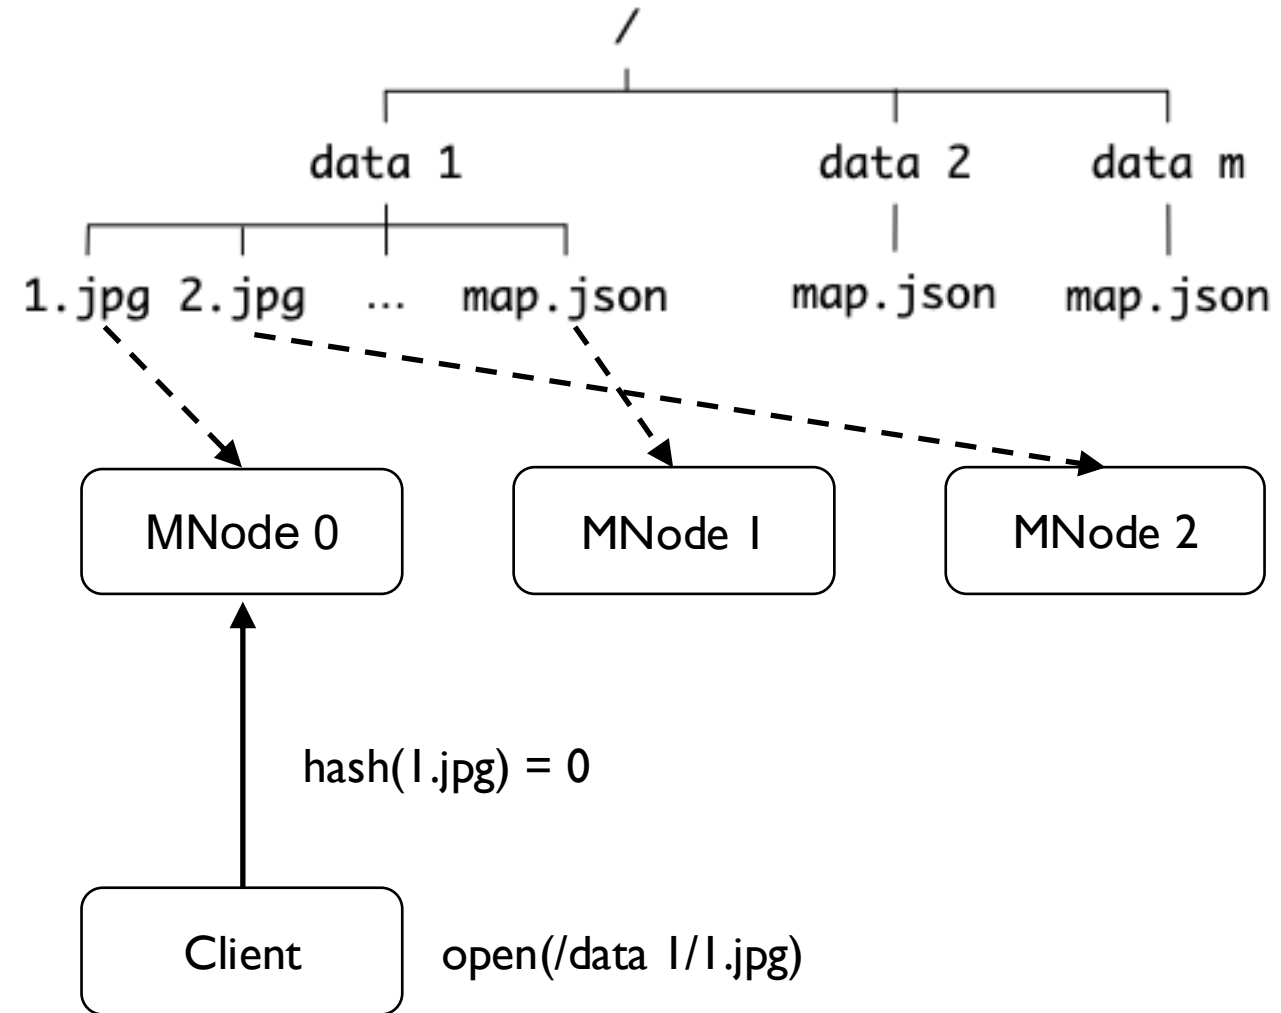 /
data 1 data 2 data m
1.jpg 2.jpg ... map.json map.json map.json
MNode 0 MNode 1 MNode 2
hash(1.jpg) = 0
Client open(/data 1/1.jpg)